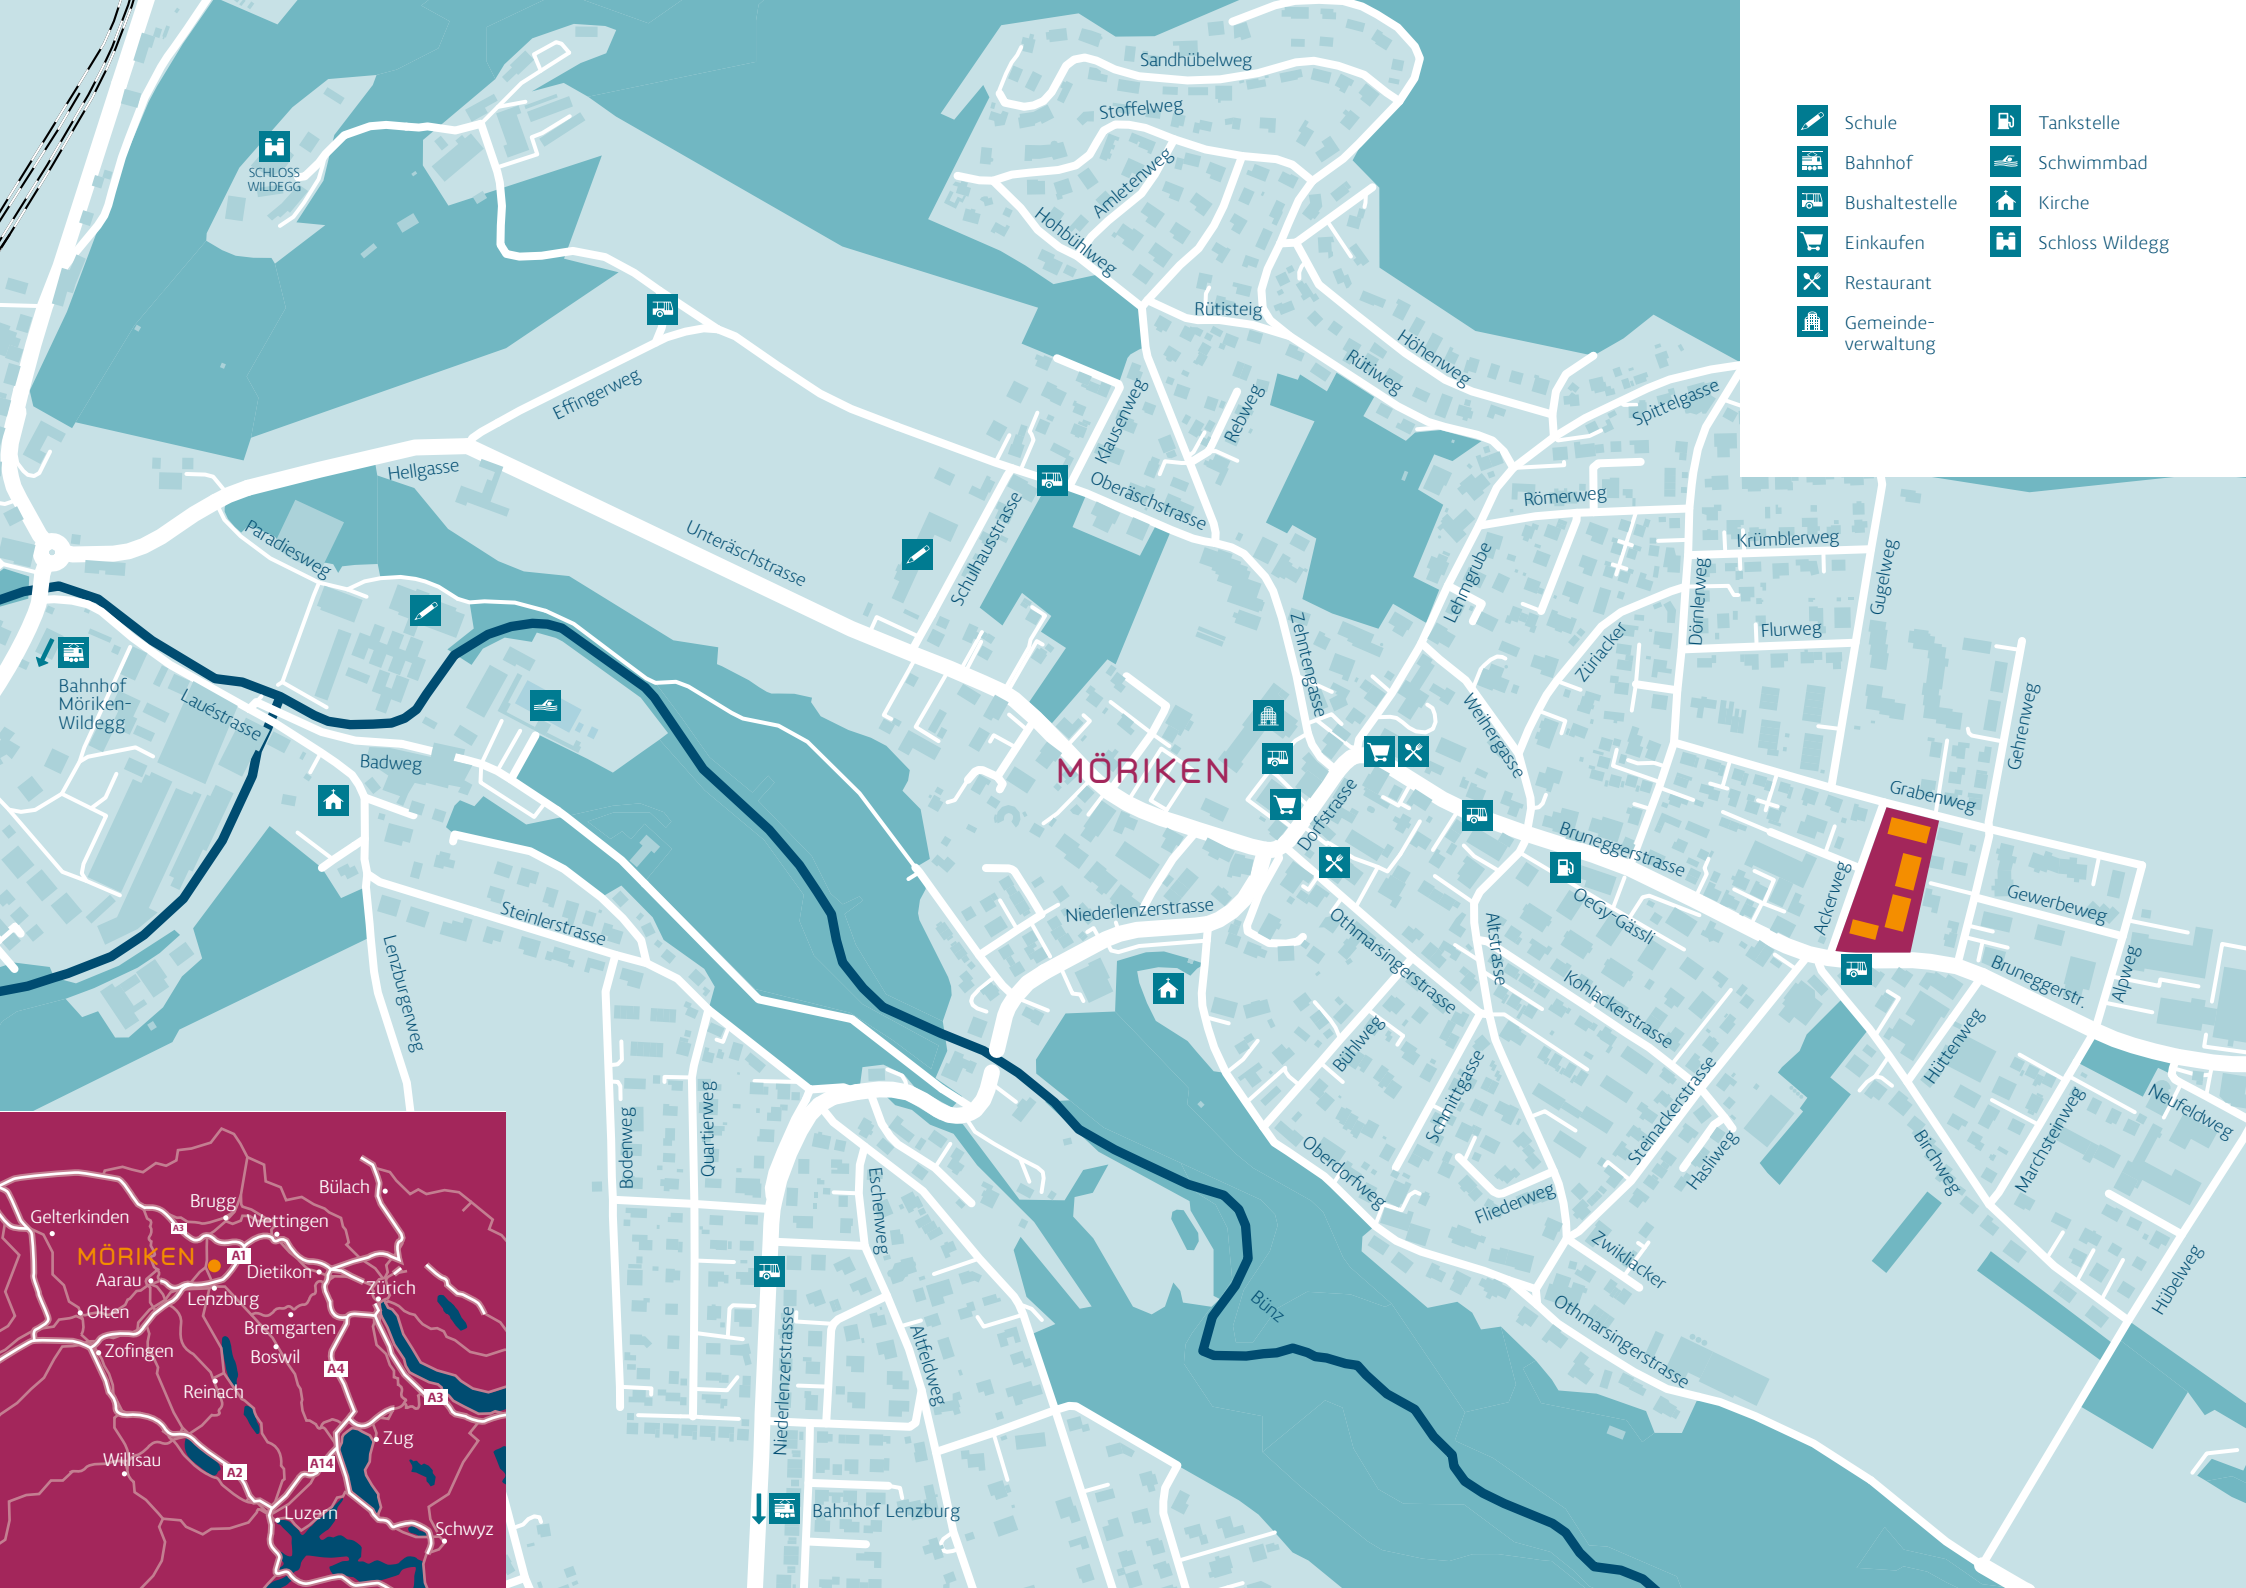 Sandhübelweg
Stoffelweg
Amletenweg
Hohbühlweg
SCHLOSS
WILDEGG
Schule
Bahnhof
Bushaltestelle
Einkaufen
Restaurant
Gemeinde-
verwaltung
Tankstelle
Schwimmbad
Kirche
Schloss Wildegg
Rütisteig
Höhenweg
Rütiweg
Effingerweg
Klausenweg
Rebweg
Spittelgasse
Hellgasse
Oberäschstrasse
Römerweg
Paradiesweg
Unteräschstrasse
Schulhausstrasse
Lehmgrube
Krümblerweg
Gugelweg
Dörnlerweg
Flurweg
Züriacker
Zehntengasse
Weihergasse
Gehrenweg
Bahnhof
Möriken-
Wildegg
Lauéstrasse
Badweg
MÖRIKEN
Dorfstrasse
Grabenweg
Bruneggerstrasse
Ackerweg
Gewerbeweg
OeGy-Gässli
Niederlenzerstrasse
Steinlerstrasse
Lenzburgerweg
Othmarsingerstrasse
Altstrasse
Kohlackerstrasse
Bruneggerstr.
Alpweg
Bühlweg
Schmittgasse
Steinackerstrasse
Hasliweg
Hüttenweg
Marchsteinweg
Neufeldweg
Birchweg
Hübelweg
Bodenweg
Quartierweg
Eschenweg
Oberdorfweg
Fliederweg
Zwikliacker
Othmarsingerstrasse
Bünz
Niederlenzerstrasse
Altfeldweg
Bahnhof Lenzburg
Bülach
Brugg
Gelterkinden
Wettingen
A3
MÖRIKEN
A1
Aarau
Dietikon
Zürich
Lenzburg
Olten
Bremgarten
Zofingen
Boswil
A4
Reinach
A3
Zug
Willisau
A14
A2
Luzern
Schwyz